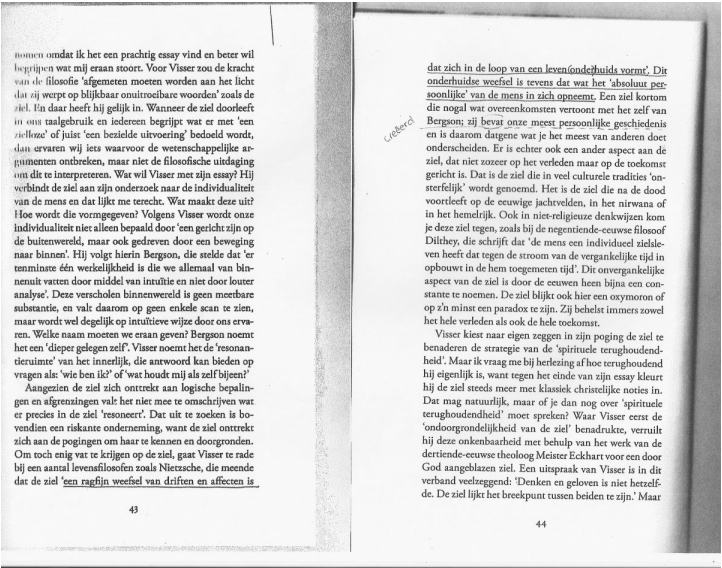 nomen omdat ik het een prachtig essay vind en beter wil
begrijpen wat mij eraan stoort. Voor Visser zou de kracht
van de filosofie 'afgemeten moeten worden aan het licht
dat zij werpt op blijkbaar onuitroeibare woorden' zoals de
ziel. En daar heeft hij gelijk in. Wanneer de ziel doorleeft
in ons taalgebruik en iedereen begrijpt wat er met 'een
zielloze' of juist 'een bezielde uitvoering' bedoeld wordt,
dan ervaren wij iets waarvoor de wetenschappelijke ar-
gumenten ontbreken, maar niet de filosofische uitdaging
om dit te interpreteren. Wat wil Visser met zijn essay? Hij
verbindt de ziel aan zijn onderzoek naar de individualiteit
van de mens en dat lijkt me terecht. Wat maakt deze uit?
Hoe wordt die vormgegeven? Volgens Visser wordt onze
individualiteit niet alleen bepaald door 'een gericht zijn op
de buitenwereld, maar ook gedreven door een beweging
naar binnen'. Hij volgt hierin Bergson, die stelde dat 'er
tenminste één werkelijkheid is die we allemaal van bin-
nenuit vatten door middel van intuïtie en niet door louter
analyse'. Deze verscholen binnenwereld is geen meetbare
substantie, en valt daarom op geen enkele scan te zien,
maar wordt wel degelijk op intuïtieve wijze door ons erva-
ren. Welke naam moeten we eraan geven? Bergson noemt
het een 'dieper gelegen zelf'. Visser noemt het de 'resonan-
tieruimte' van het innerlijk, die antwoord kan bieden op
vragen als: 'wie ben ik?' of 'wat houdt mij als zelf bijeen?'
Aangezien de ziel zich onttrekt aan logische bepalin-
gen en afgrenzingen valt het niet mee te omschrijven wat
er precies in de ziel 'resoneert'. Dat uit te zoeken is bo-
vendien een riskante onderneming, want de ziel onttrekt
zich aan de pogingen om haar te kennen en doorgronden.
Om toch enig vat te krijgen op de ziel, gaat Visser te rade
bij een aantal levensfilosofen zoals Nietzsche, die meende
dat de ziel 'een ragfijn weefsel van driften en affecten is
43
dat zich in de loop van een leven (onde)rhuids vormt'. Dit
onderhuidse weefsel is tevens dat wat het 'absoluut per-
soonlijke' van de mens in zich opneemt. Een ziel kortom
die nogal wat overeenkomsten vertoont met het zelf van
Bergson; zij bevat onze meest persoonlijke geschiedenis
creëerd
en is daarom datgene wat je het meest van anderen doet
onderscheiden. Er is echter ook een ander aspect aan de
ziel, dat niet zozeer op het verleden maar op de toekomst
gericht is. Dat is de ziel die in veel culturele tradities 'on-
sterfelijk' wordt genoemd. Het is de ziel die na de dood
voortleeft op de eeuwige jachtvelden, in het nirwana of
in het hemelrijk. Ook in niet-religieuze denkwijzen kom
je deze ziel tegen, zoals bij de negentiende-eeuwse filosoof
Dilthey, die schrijft dat 'de mens een individueel zielsle-
ven heeft dat tegen de stroom van de vergankelijke tijd in
opbouwt in de hem toegemeten tijd'. Dit onvergankelijke
aspect van de ziel is door de eeuwen heen bijna een con-
stante te noemen. De ziel blijkt ook hier een oxymoron of
op z'n minst een paradox te zijn. Zij behelst immers zowel
het hele verleden als ook de hele toekomst.
Visser kiest naar eigen zeggen in zijn poging de ziel te
benaderen de strategie van de 'spirituele terughoudend-
heid'. Maar ik vraag me bij herlezing af hoe terughoudend
hij eigenlijk is, want tegen het einde van zijn essay kleurt
hij de ziel steeds meer met klassiek christelijke noties in.
Dat mag natuurlijk, maar of je dan nog over 'spirituele
terughoudendheid' moet spreken? Waar Visser eerst de
'ondoorgrondelijkheid van de ziel' benadrukte, verruilt
hij deze onkenbaarheid met behulp van het werk van de
dertiende-eeuwse theoloog Meister Eckhart voor een door
God aangeblazen ziel. Een uitspraak van Visser is in dit
verband veelzeggend: 'Denken en geloven is niet hetzelf-
de. De ziel lijkt het breekpunt tussen beiden te zijn.' Maar
44